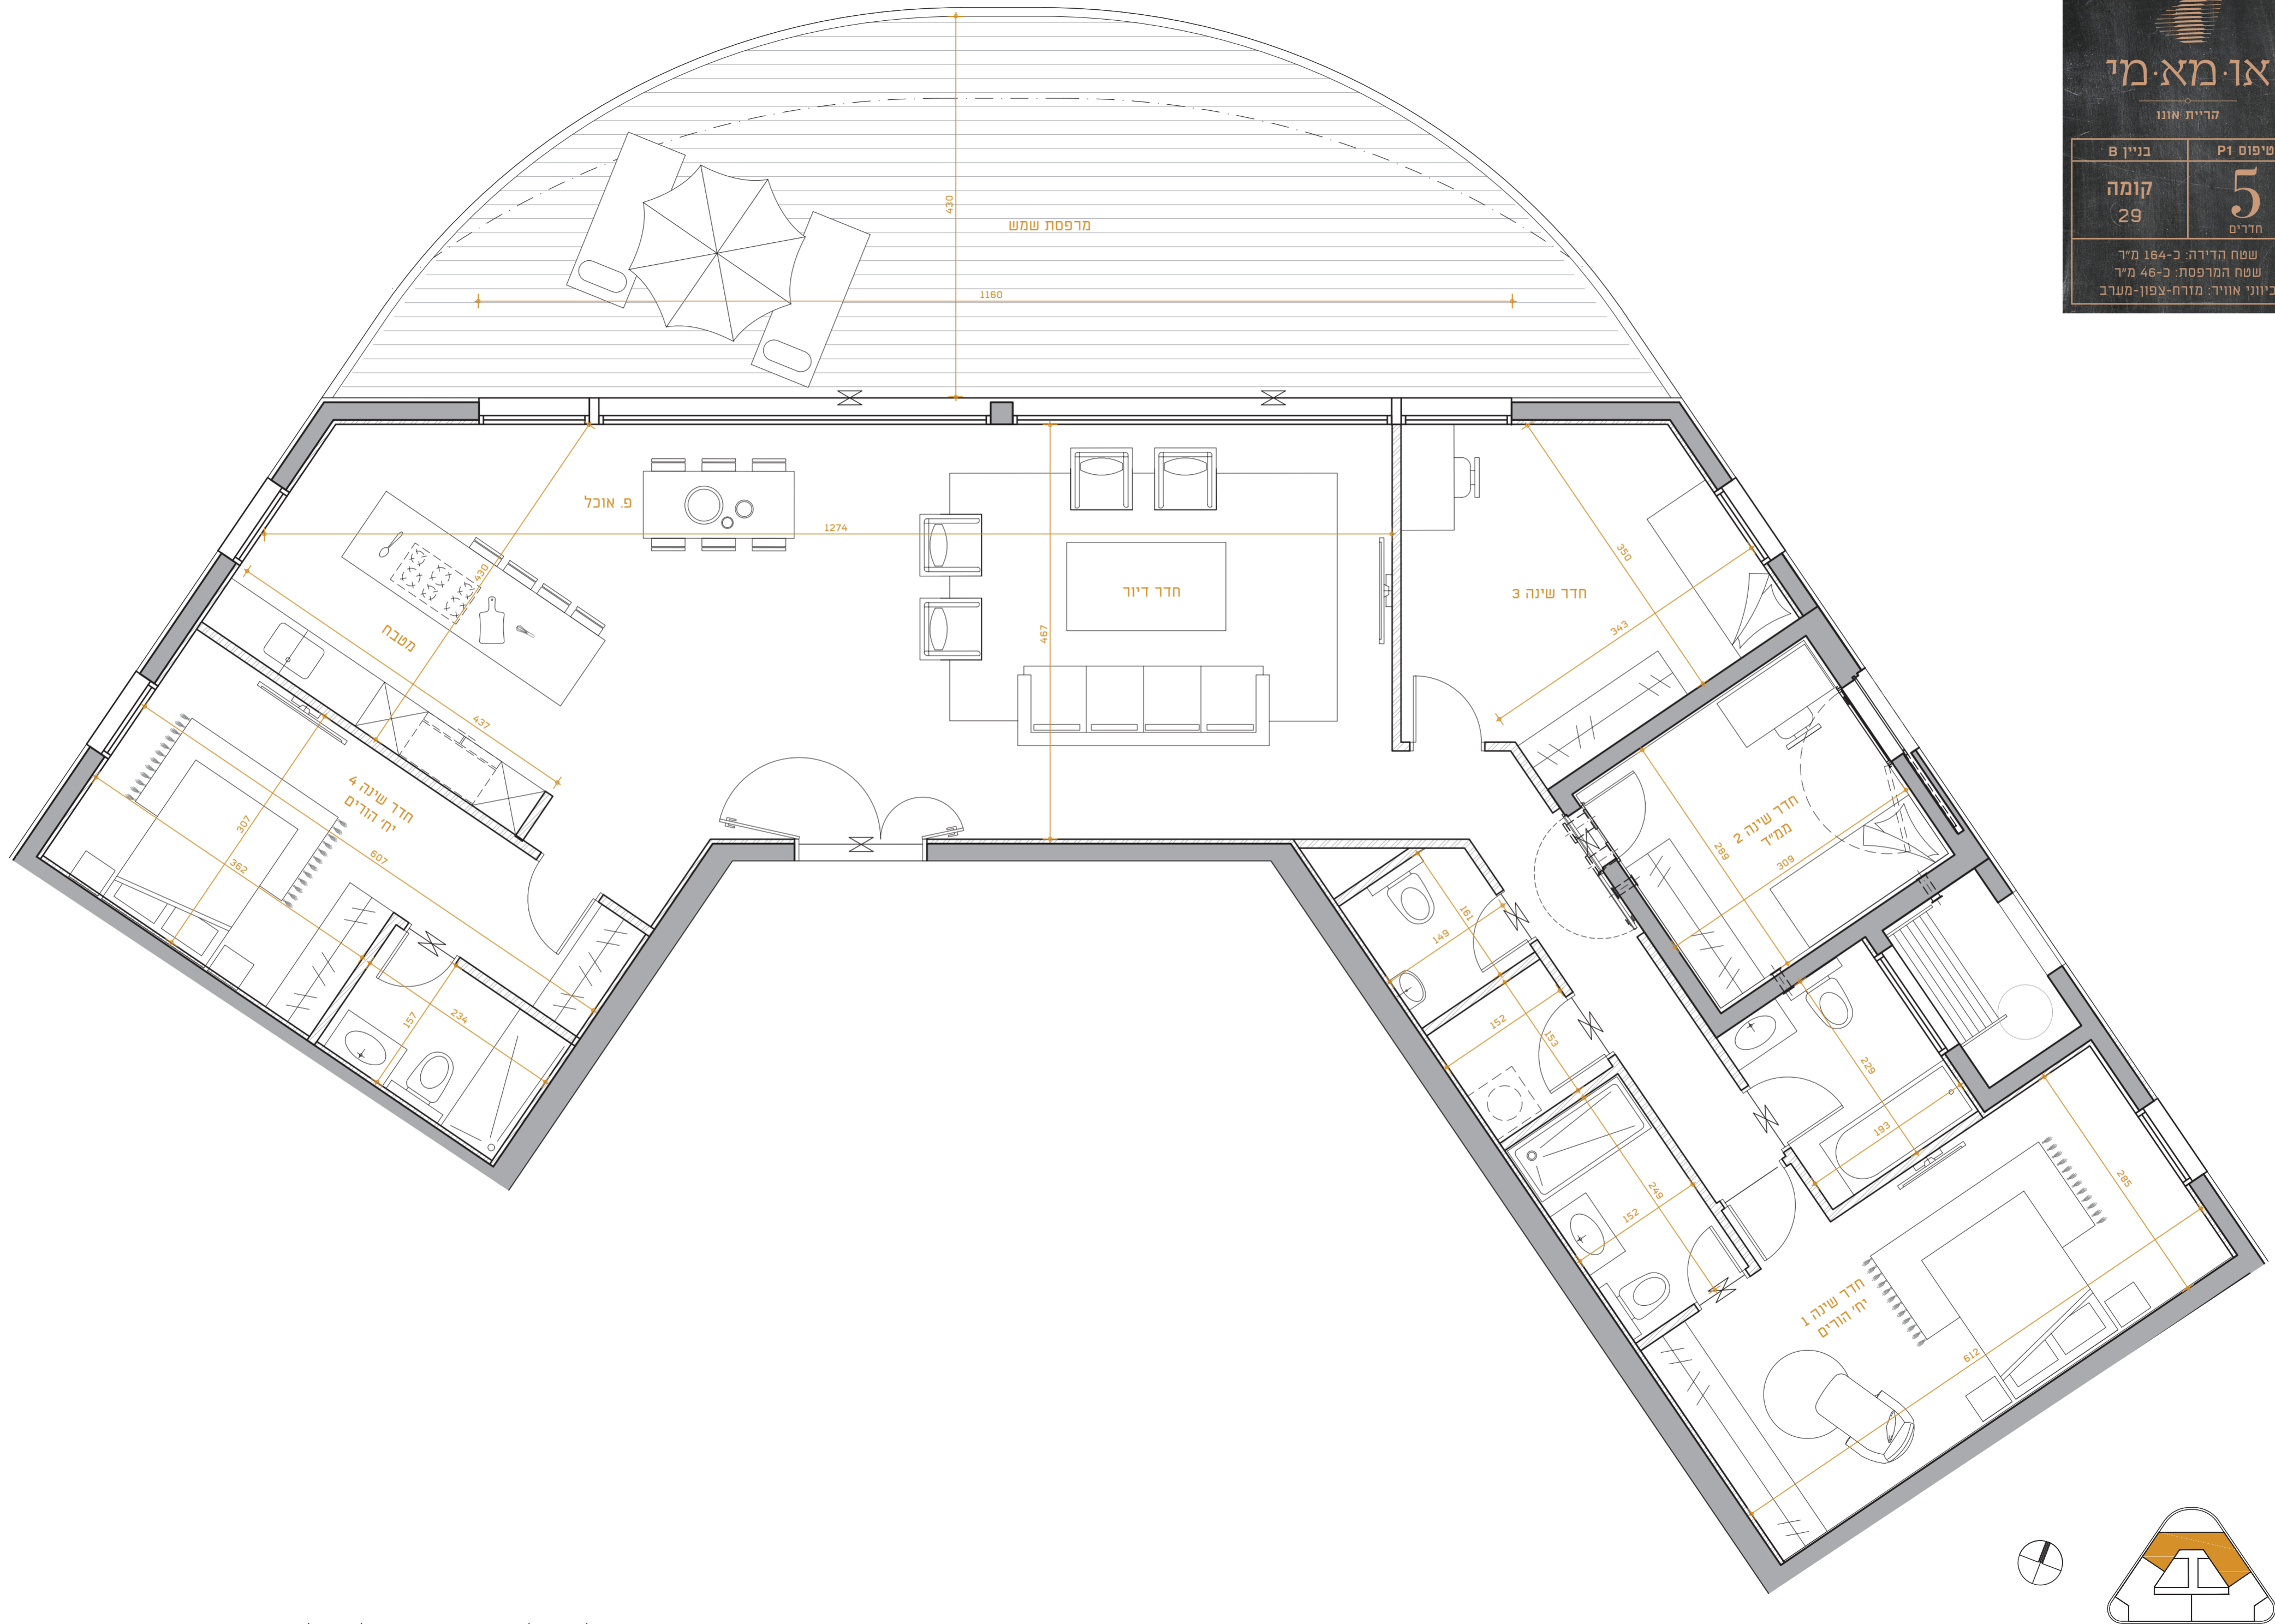 או·מא·מי
קריית אונו
טיפוס P1
בניין B
5
חדרים
קומה
29
שטח הדירה: כ-164 מ"ר
שטח המרפסת: כ-46 מ"ר
כיווני אוויר: מזרח-צפון-מערב
430
מרפסת שמש
1160
פ. אוכל
1274
430
מטבח
437
חדר דיור
467
חדר שינה 3
350
343
חדר שינה 4
יח' הורים
307
362
607
157
234
חדר שינה 2
ממ"ד
289
309
161
149
152
153
249
152
229
193
285
חדר שינה 1
יח' הורים
612